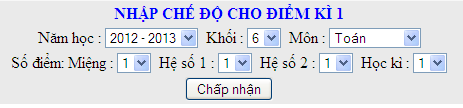 NHẬP CHẾ ĐỘ CHO ĐIỂM KÌ 1
Năm học : 2012 - 2013 Khối : 6 Môn : Toán
Số điểm: Miệng : 1 Hệ số 1 : 1 Hệ số 2 : 1 Học kì : 1
Chấp nhận